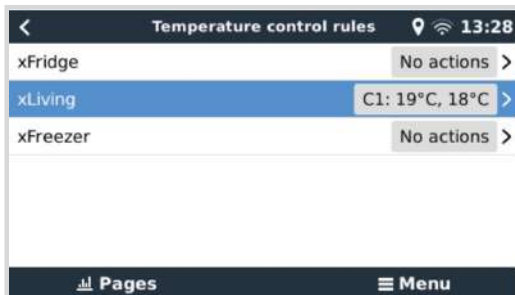 Temperature control rules 13:28
xFridge No actions
xLiving C1: 19°C, 18°C
xFreezer No actions
Pages Menu